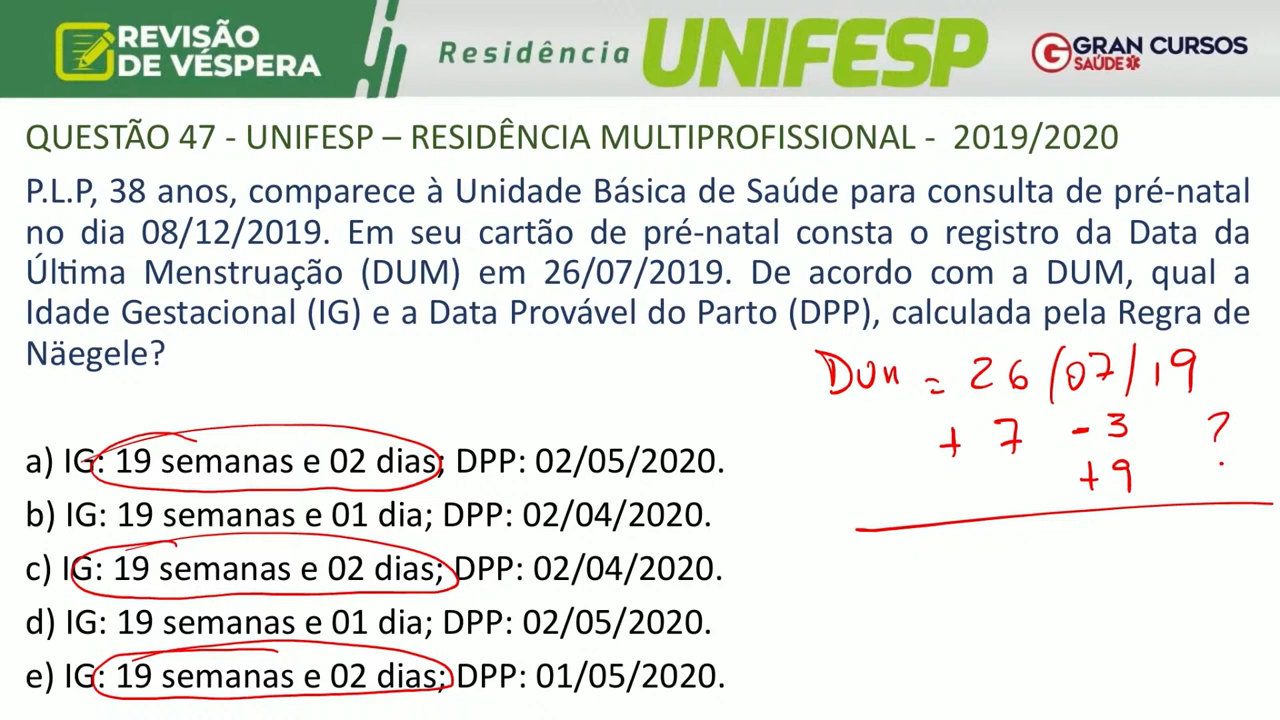 REVISÃO
DE VÉSPERA
Residência UNIFESP
GRAN CURSOS
SAÚDE
QUESTÃO 47 - UNIFESP – RESIDÊNCIA MULTIPROFISSIONAL - 2019/2020
P.L.P, 38 anos, comparece à Unidade Básica de Saúde para consulta de pré-natal
no dia 08/12/2019. Em seu cartão de pré-natal consta o registro da Data da
Última Menstruação (DUM) em 26/07/2019. De acordo com a DUM, qual a
Idade Gestacional (IG) e a Data Provável do Parto (DPP), calculada pela Regra de
Näegele?
DUM = 26/07/19
+ 7 - 3 ?
+9
a) IG: 19 semanas e 02 dias; DPP: 02/05/2020.
b) IG: 19 semanas e 01 dia; DPP: 02/04/2020.
c) IG: 19 semanas e 02 dias; DPP: 02/04/2020.
d) IG: 19 semanas e 01 dia; DPP: 02/05/2020.
e) IG: 19 semanas e 02 dias; DPP: 01/05/2020.